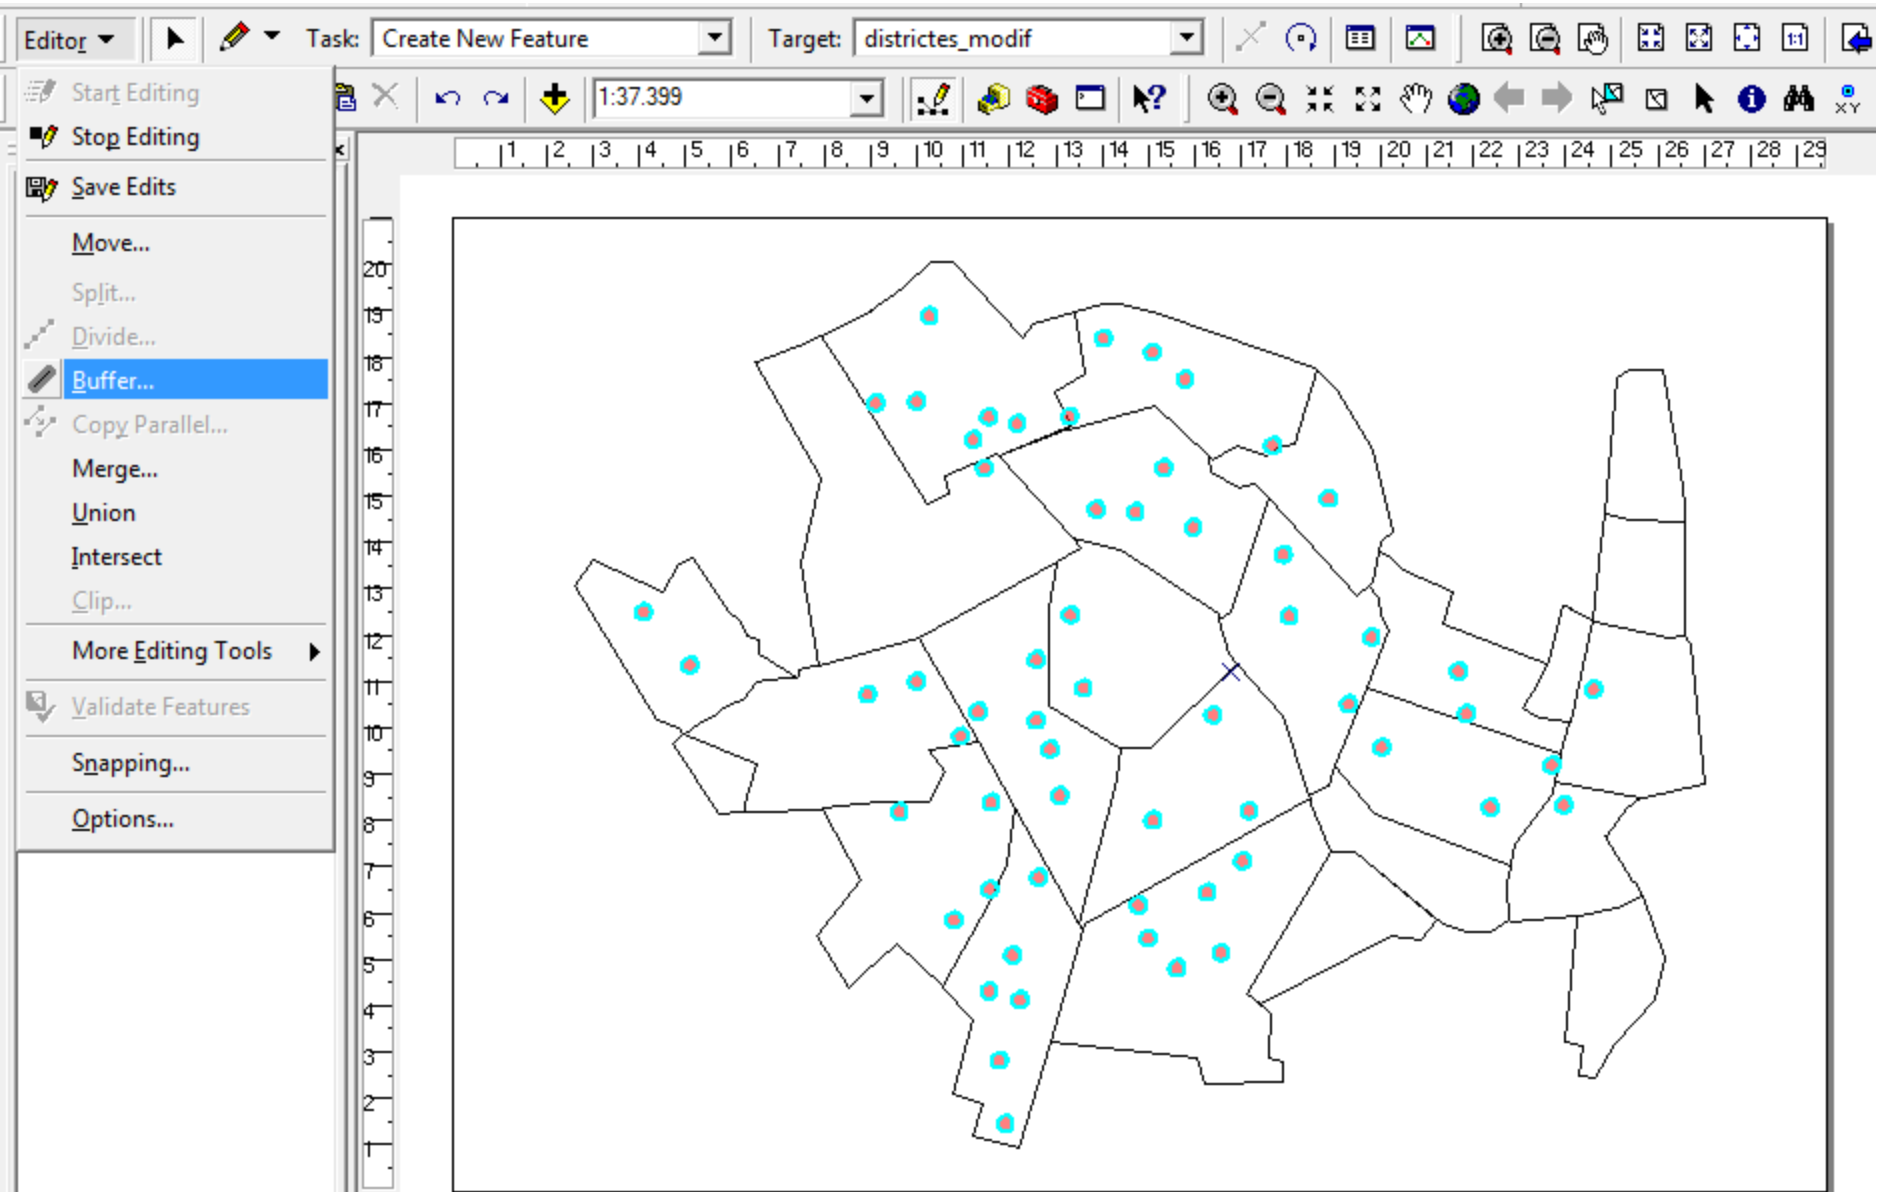 Editor Task: Create New Feature Target: districtes_modif 1:1
Start Editing 1:37.399 XY
Stop Editing
1 2 3 4 5 6 7 8 9 10 11 12 13 14 15 16 17 18 19 20 21 22 23 24 25 26 27 28 29
Save Edits
Move...
Split...
Divide...
Buffer...
Copy Parallel...
Merge...
Union
Intersect
Clip...
More Editing Tools
Validate Features
Snapping...
Options...
20
19
18
17
16
15
14
13
12
11
10
9
8
7
6
5
4
3
2
1